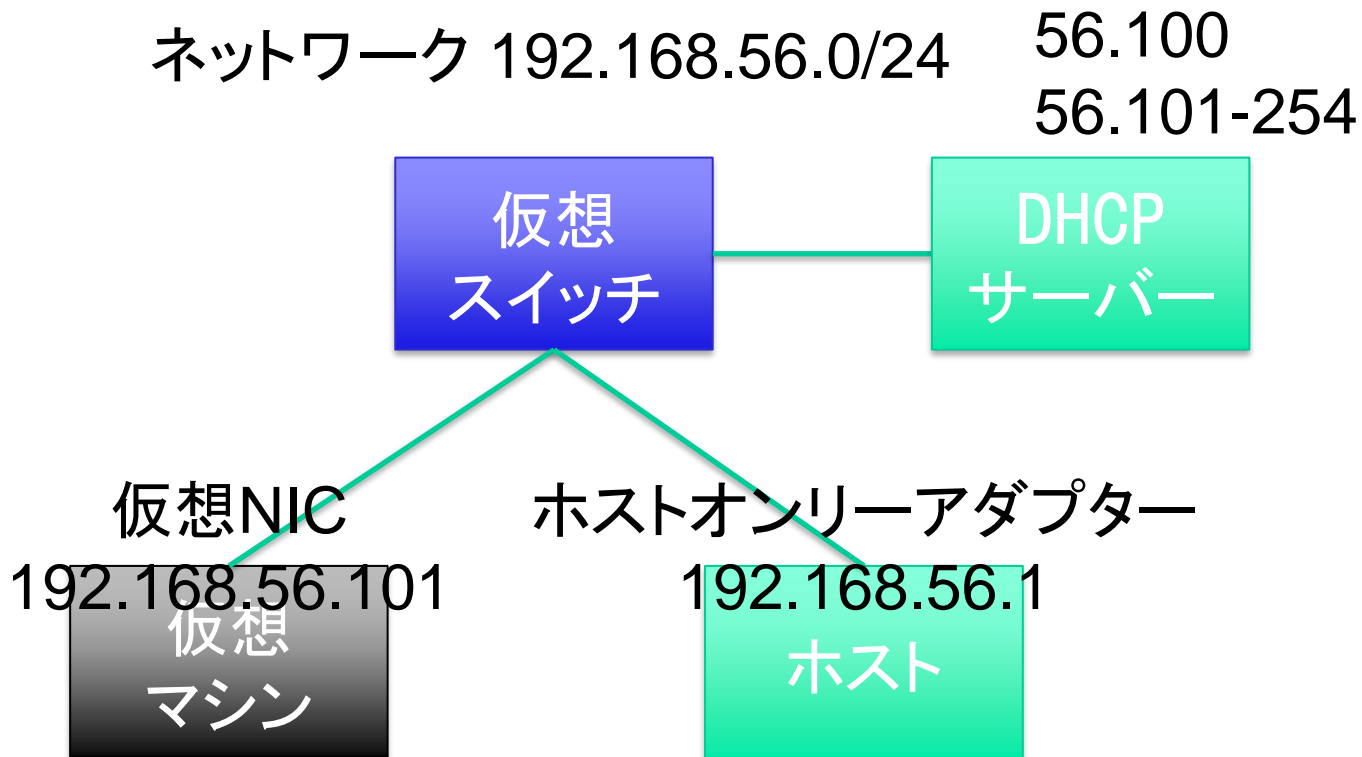 ネットワーク 192.168.56.0/24
56.100
56.101-254
仮想
スイッチ
DHCP
サーバー
仮想NIC
192.168.56.101
仮想
マシン
ホストオンリーアダプター
192.168.56.1
ホスト